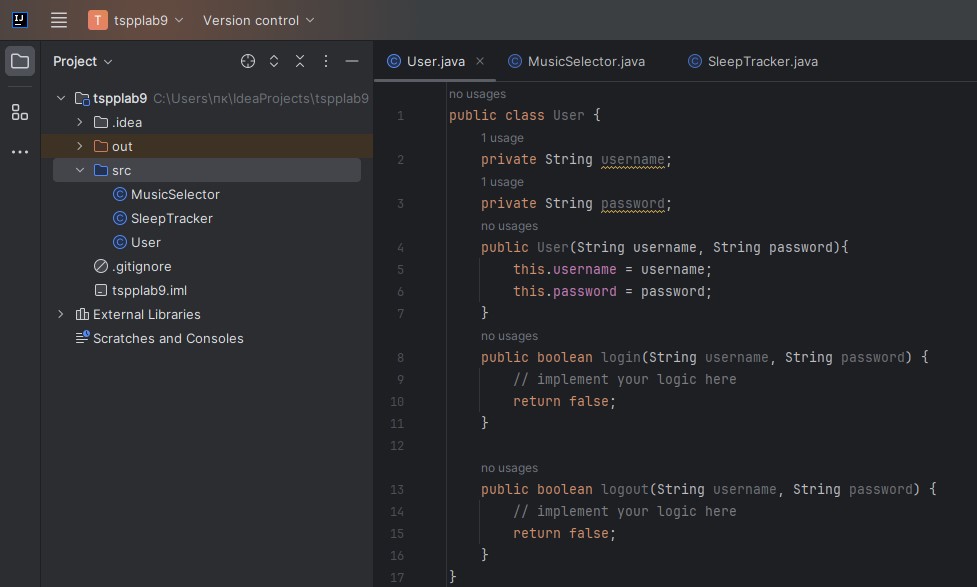 IJ
T tspplab9 Version control
Project
tspplab9 C:\Users\пк\IdeaProjects\tspplab9
.idea
out
src
C MusicSelector
C SleepTracker
C User
.gitignore
tspplab9.iml
External Libraries
Scratches and Consoles
C User.java C MusicSelector.java C SleepTracker.java
no usages
1 public class User {
1 usage
2 private String username;
1 usage
3 private String password;
no usages
4 public User(String username, String password){
5 this.username = username;
6 this.password = password;
7 }
no usages
8 public boolean login(String username, String password) {
9 // implement your logic here
10 return false;
11 }
12
no usages
13 public boolean logout(String username, String password) {
14 // implement your logic here
15 return false;
16 }
17 }